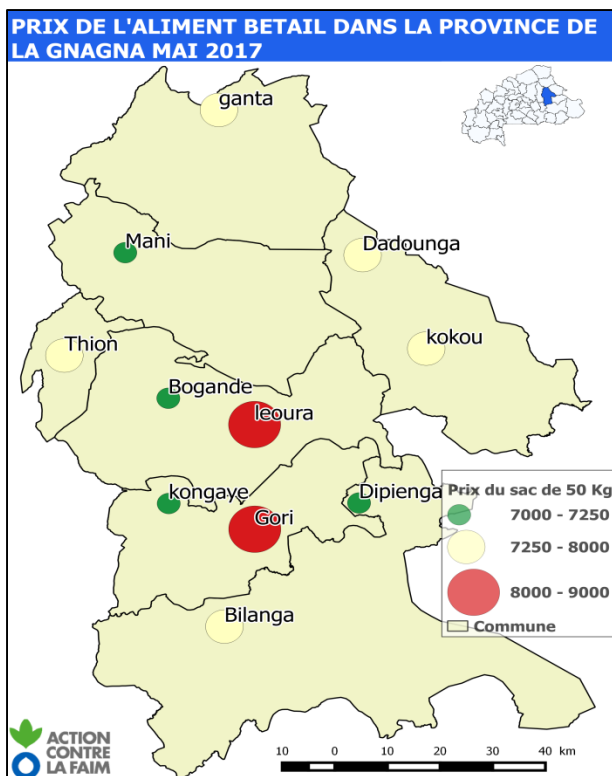 PRIX DE L'ALIMENT BETAIL DANS LA PROVINCE DE
LA GNAGNA MAI 2017
ganta
Mani
Dadounga
Thion
kokou
Bogande
leoura
kongaye
Gori
Dipienga
Bilanga
Prix du sac de 50 Kg
7000 - 7250
7250 - 8000
8000 - 9000
Commune
ACTION
CONTRE
LA FAIM
10 0 10 20 30 40 km